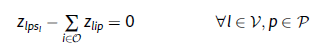 z_{lps_l} − ∑_{i∈𝒪} z_{lip} = 0 ∀l ∈ 𝒱, p ∈ 𝒫